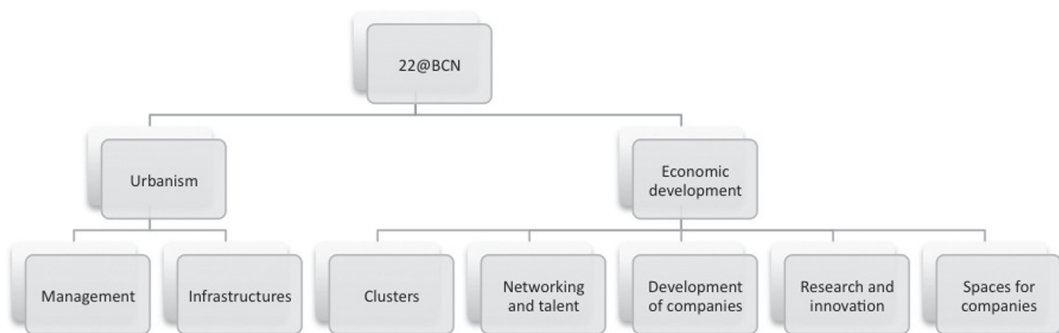 22@BCN
Urbanism
Economic
development
Management
Infrastructures
Clusters
Networking
and talent
Development
of companies
Research and
innovation
Spaces for
companies